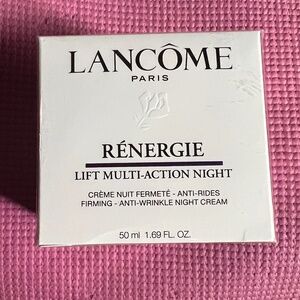 LANCÔME
PARIS
RÉNERGIE
LIFT MULTI-ACTION NIGHT
CRÈME NUIT FERMETÉ - ANTI-RIDES
FIRMING - ANTI-WRINKLE NIGHT CREAM
50 ml 1.69 FL. OZ.